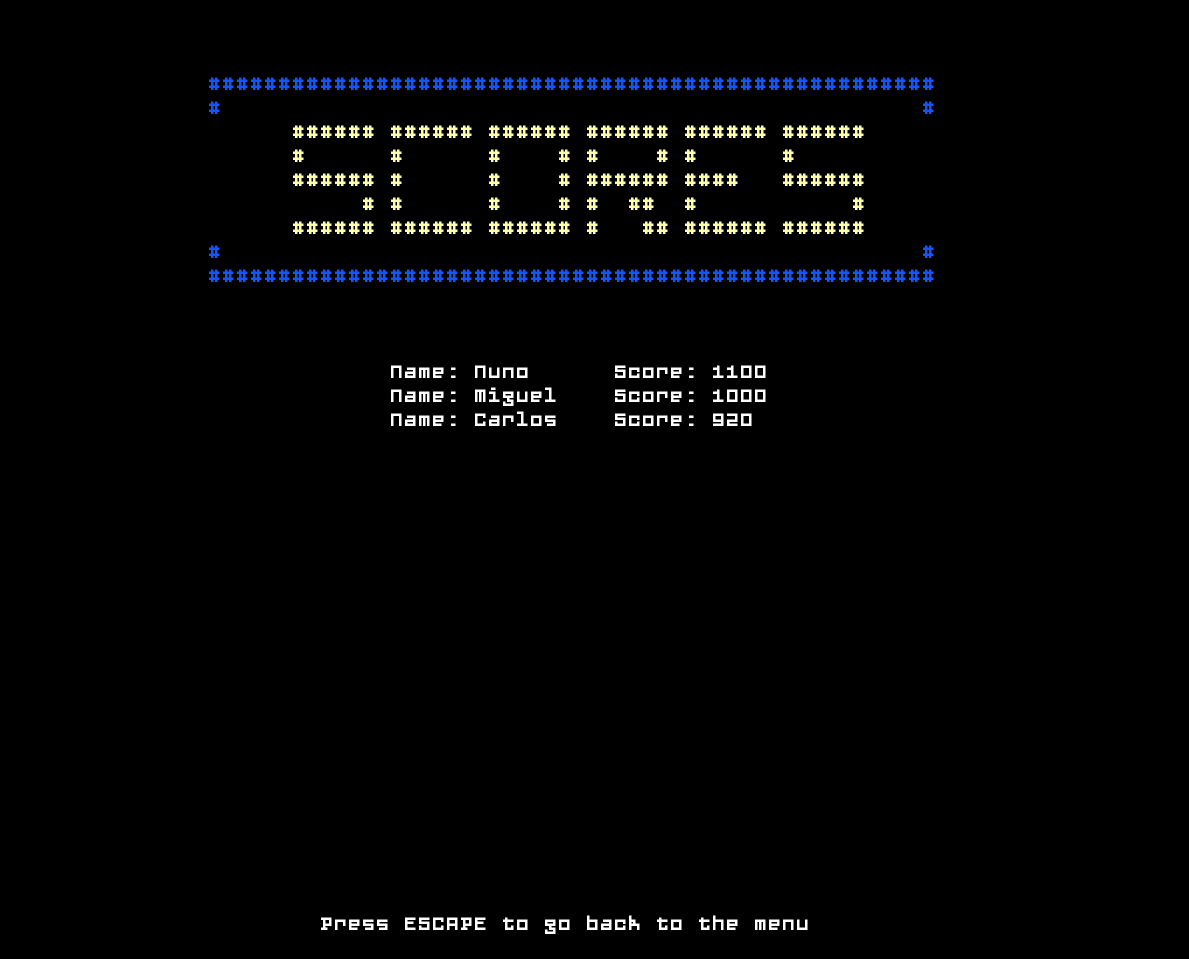 SCORES
Name: Nuno Score: 1100
Name: Miguel Score: 1000
Name: Carlos Score: 920
Press ESCAPE to go back to the menu